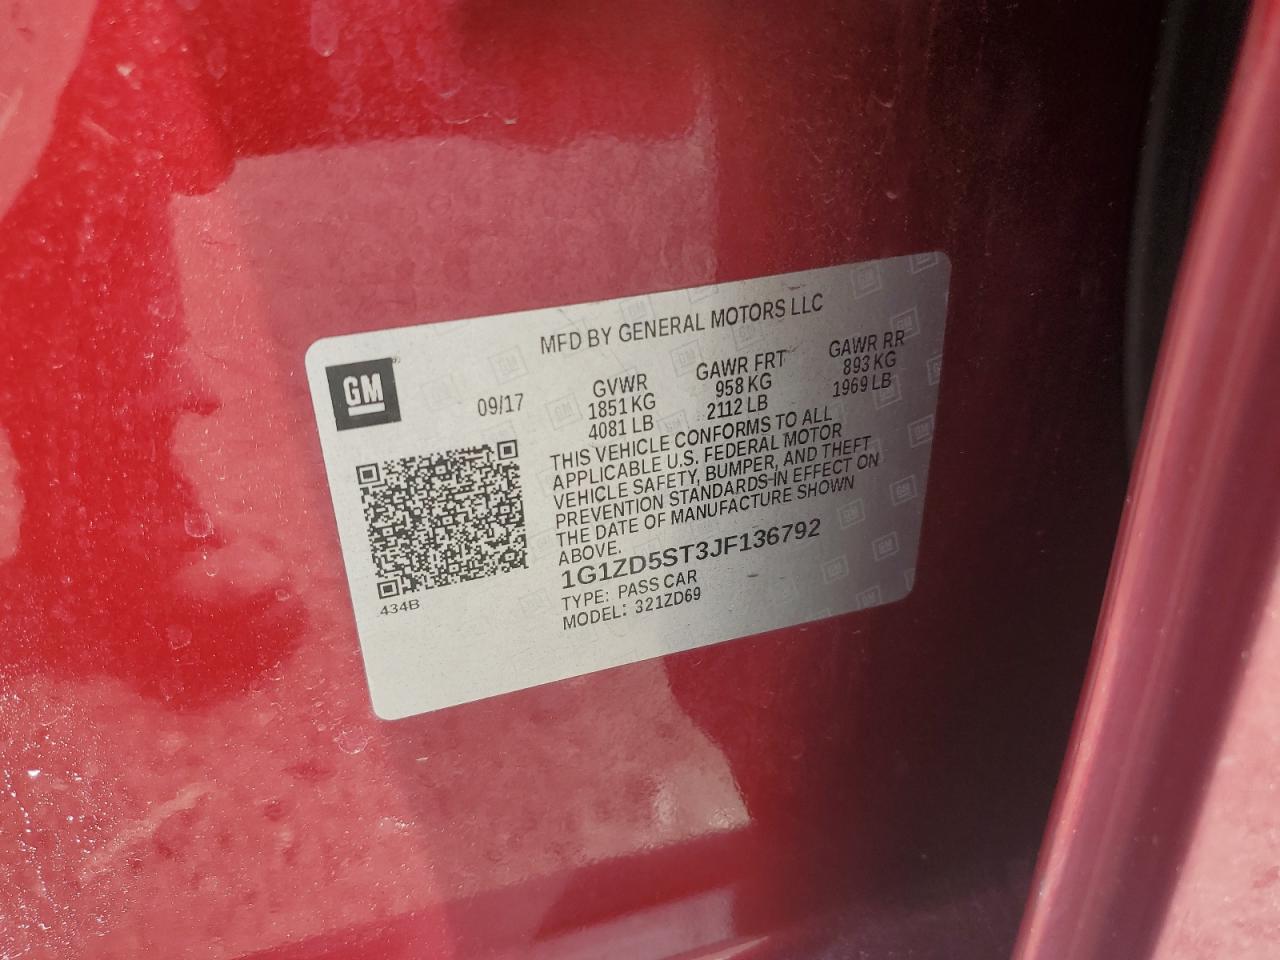 MFD BY GENERAL MOTORS LLC
GM
09/17
GVWR
1851 KG
4081 LB
GAWR FRT
958 KG
2112 LB
GAWR RR
893 KG
1969 LB
THIS VEHICLE CONFORMS TO ALL
APPLICABLE U.S. FEDERAL MOTOR
VEHICLE SAFETY, BUMPER, AND THEFT
PREVENTION STANDARDS IN EFFECT ON
THE DATE OF MANUFACTURE SHOWN
ABOVE.
1G1ZD5ST3JF136792
TYPE: PASS CAR
MODEL: 321ZD69
434B